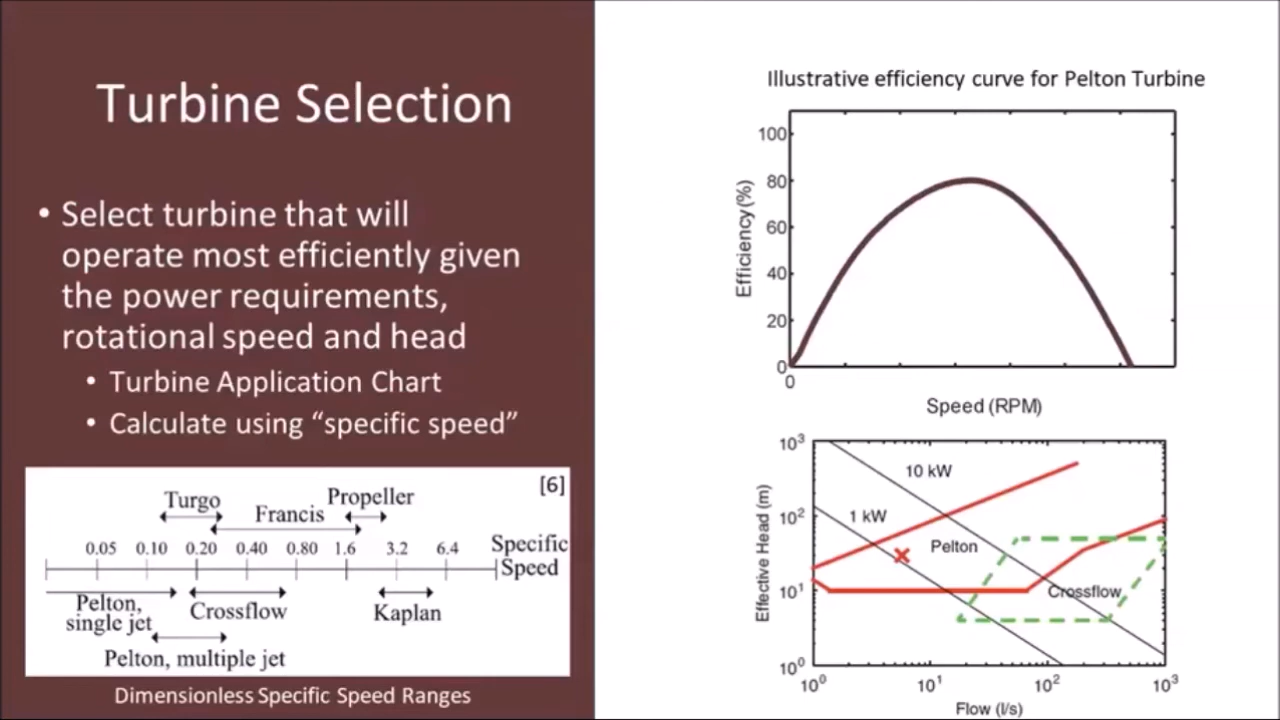 Turbine Selection
• Select turbine that will
operate most efficiently given
the power requirements,
rotational speed and head
• Turbine Application Chart
• Calculate using “specific speed”
[6]
Turgo
Francis
Propeller
0.05 0.10 0.20 0.40 0.80 1.6 3.2 6.4
Specific
Speed
Pelton,
single jet
Crossflow
Kaplan
Pelton, multiple jet
Dimensionless Specific Speed Ranges
Illustrative efficiency curve for Pelton Turbine
Efficiency (%)
100
80
60
40
20
0
0
Speed (RPM)
Effective Head (m)
10³
10²
10¹
10⁰
10 kW
1 kW
Pelton
Crossflow
10⁰ 10¹ 10² 10³
Flow (l/s)